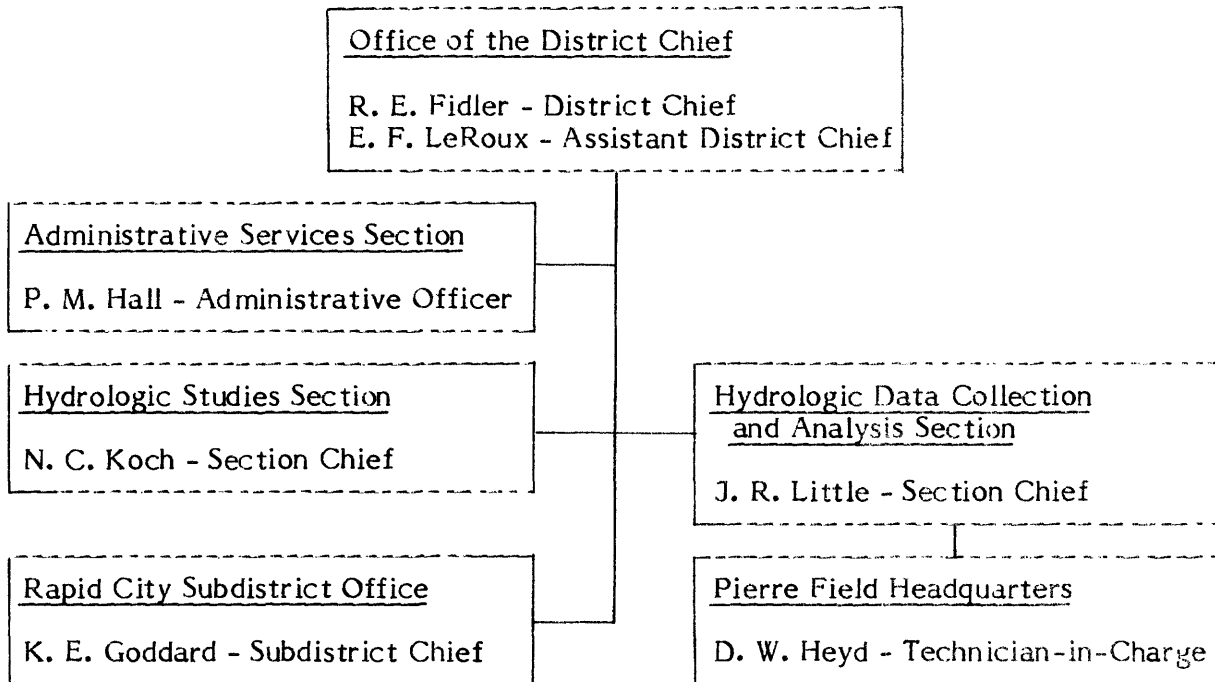 Office of the District Chief
R. E. Fidler - District Chief
E. F. LeRoux - Assistant District Chief
Administrative Services Section
P. M. Hall - Administrative Officer
Hydrologic Studies Section
N. C. Koch - Section Chief
Hydrologic Data Collection
and Analysis Section
J. R. Little - Section Chief
Rapid City Subdistrict Office
K. E. Goddard - Subdistrict Chief
Pierre Field Headquarters
D. W. Heyd - Technician-in-Charge